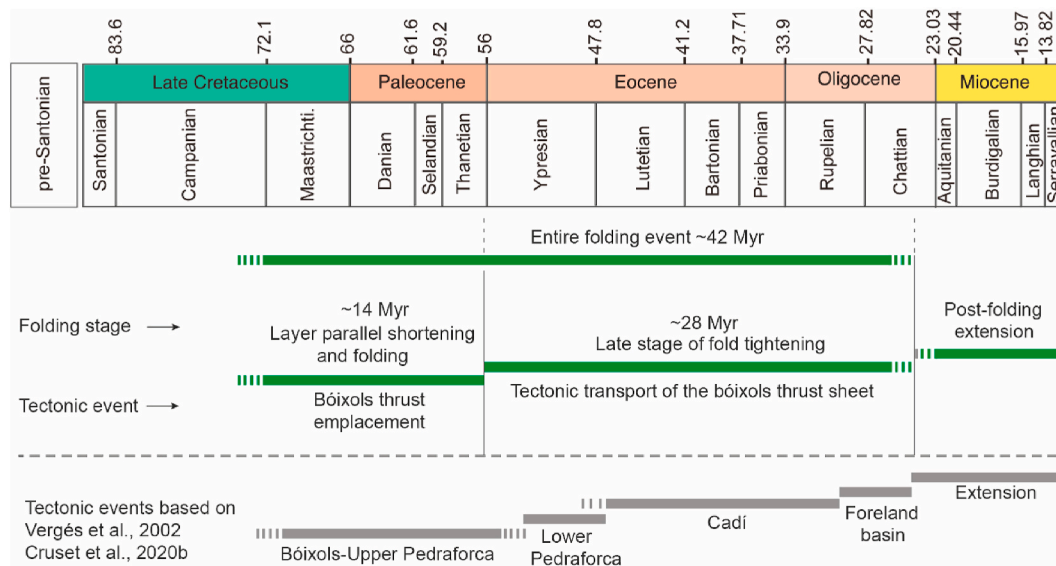 83.6
72.1
66
61.6
59.2
56
47.8
41.2
37.71
33.9
27.82
23.03
20.44
15.97
13.82
pre-Santonian
Late Cretaceous
Paleocene
Eocene
Oligocene
Miocene
Santonian
Campanian
Maastrichti.
Danian
Selandian
Thanetian
Ypresian
Lutetian
Bartonian
Priabonian
Rupelian
Chattian
Aquitanian
Burdigalian
Langhian
Serravallian
Entire folding event ~42 Myr
Folding stage
~14 Myr
Layer parallel shortening
and folding
~28 Myr
Late stage of fold tightening
Post-folding
extension
Tectonic event
Bóixols thrust
emplacement
Tectonic transport of the bóixols thrust sheet
Tectonic events based on
Vergés et al., 2002
Cruset et al., 2020b
Bóixols-Upper Pedraforca
Lower
Pedraforca
Cadí
Foreland
basin
Extension